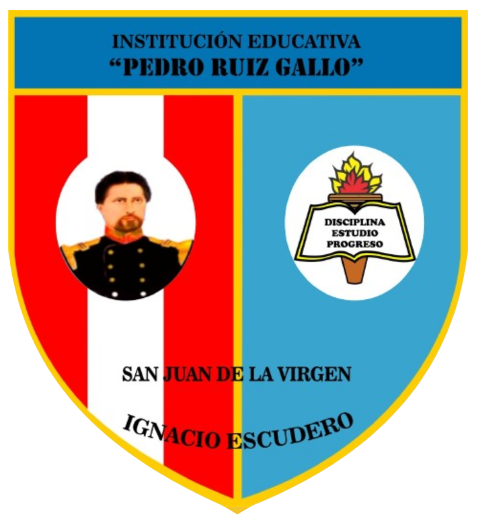 INSTITUCIÓN EDUCATIVA
“PEDRO RUIZ GALLO”
DISCIPLINA
ESTUDIO
PROGRESO
SAN JUAN DE LA VIRGEN
IGNACIO ESCUDERO